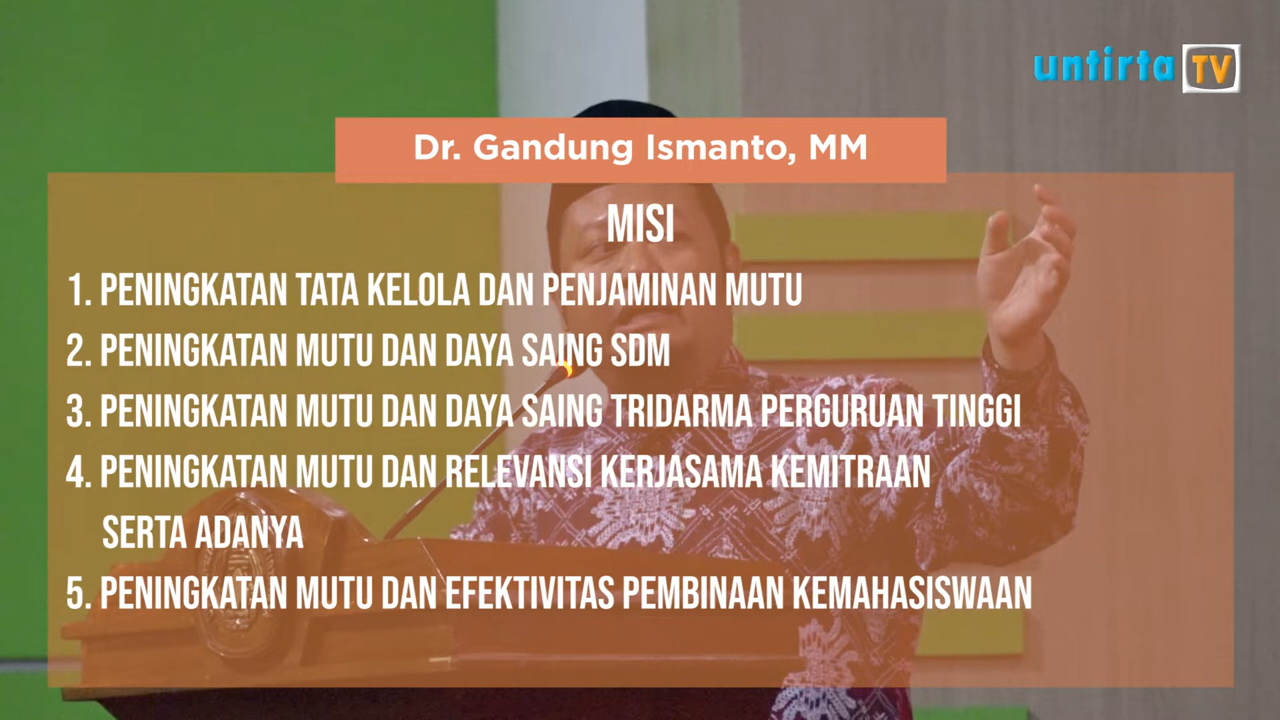 untirta TV
Dr. Gandung Ismanto, MM
MISI
1. PENINGKATAN TATA KELOLA DAN PENJAMINAN MUTU
2. PENINGKATAN MUTU DAN DAYA SAING SDM
3. PENINGKATAN MUTU DAN DAYA SAING TRIDARMA PERGURUAN TINGGI
4. PENINGKATAN MUTU DAN RELEVANSI KERJASAMA KEMITRAAN
SERTA ADANYA
5. PENINGKATAN MUTU DAN EFEKTIVITAS PEMBINAAN KEMAHASISWAAN